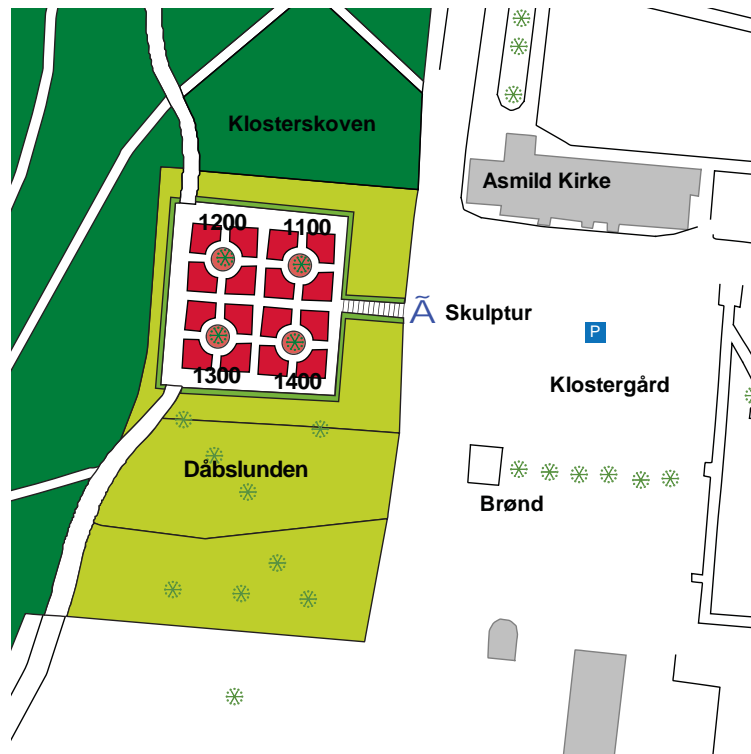 Klosterskoven
Asmild Kirke
1200
1100
Ã Skulptur
P
Klostergård
1300
1400
Dåbslunden
Brønd